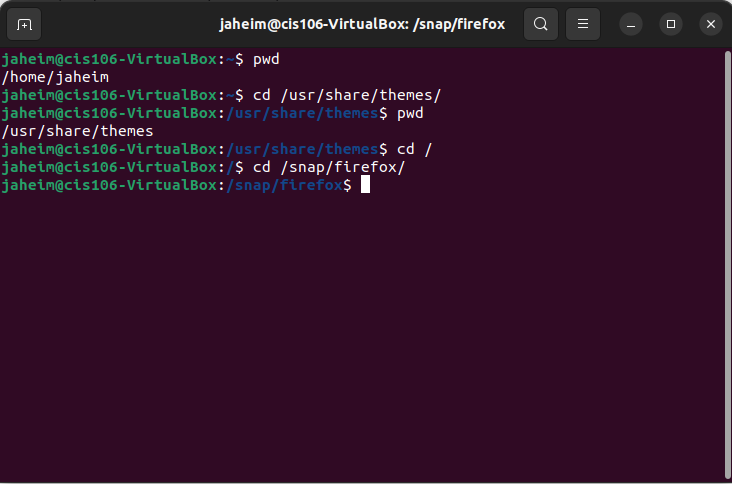 jaheim@cis106-VirtualBox: /snap/firefox
jaheim@cis106-VirtualBox:~$ pwd
/home/jaheim
jaheim@cis106-VirtualBox:~$ cd /usr/share/themes/
jaheim@cis106-VirtualBox:/usr/share/themes$ pwd
/usr/share/themes
jaheim@cis106-VirtualBox:/usr/share/themes$ cd /
jaheim@cis106-VirtualBox:/$ cd /snap/firefox/
jaheim@cis106-VirtualBox:/snap/firefox$